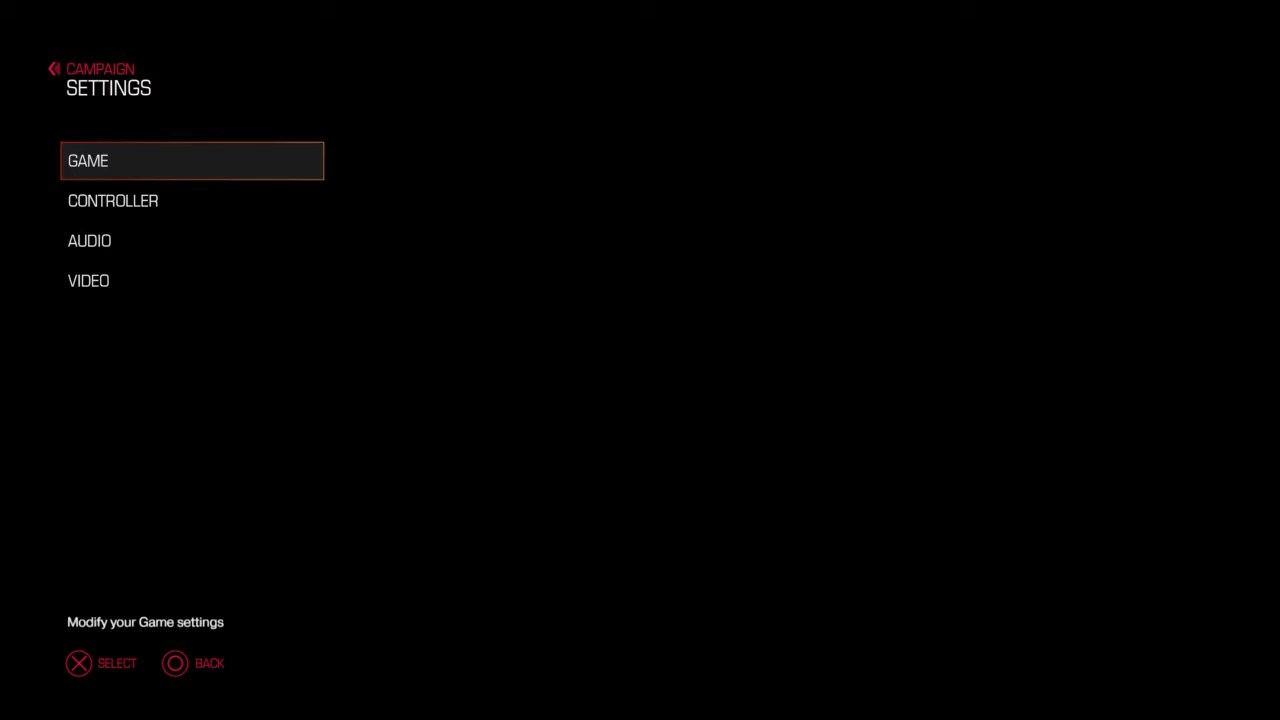 CAMPAIGN
SETTINGS
GAME
CONTROLLER
AUDIO
VIDEO
Modify your Game settings
SELECT BACK